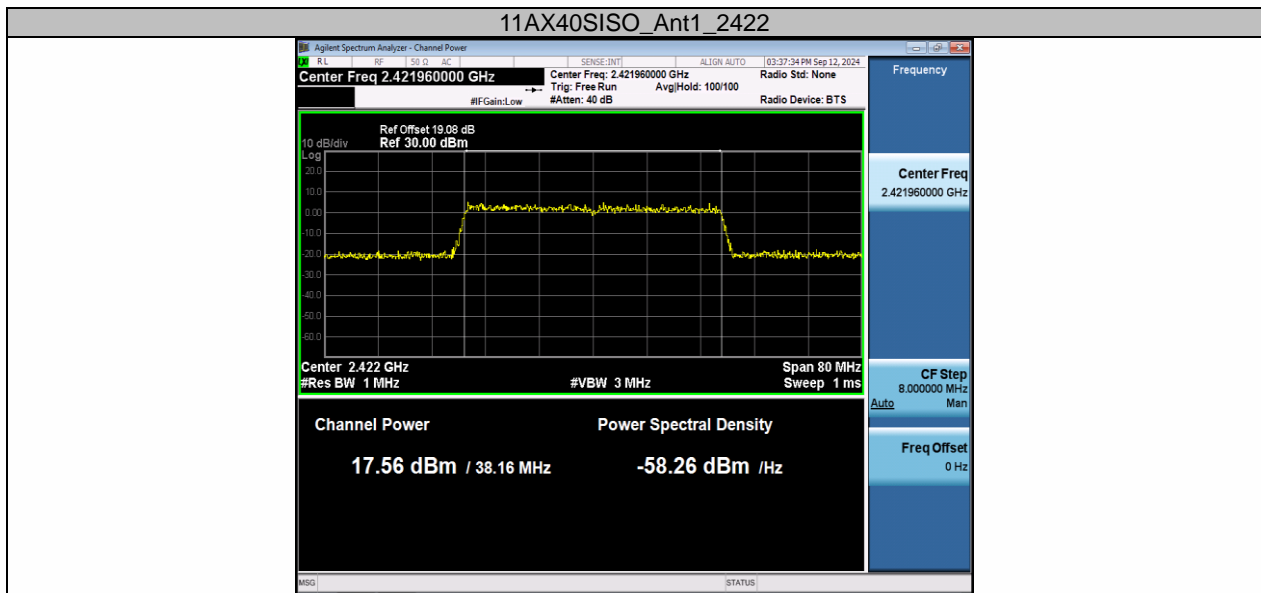 11AX40SISO_Ant1_2422
Agilent Spectrum Analyzer - Channel Power
LXI RL RF 50 Ω AC SENSE:INT ALIGN AUTO 03:37:34 PM Sep 12, 2024
Center Freq 2.421960000 GHz
Center Freq: 2.421960000 GHz Radio Std: None
Trig: Free Run Avg|Hold: 100/100
#IFGain:Low #Atten: 40 dB Radio Device: BTS
Ref Offset 19.08 dB
10 dB/div Ref 30.00 dBm
Log
20.0
10.0
0.00
-10.0
-20.0
-30.0
-40.0
-50.0
-60.0
Center 2.422 GHz Span 80 MHz
#Res BW 1 MHz #VBW 3 MHz Sweep 1 ms
Channel Power Power Spectral Density
17.56 dBm / 38.16 MHz -58.26 dBm /Hz
Frequency
Center Freq
2.421960000 GHz
CF Step
8.000000 MHz
Auto Man
Freq Offset
0 Hz
MSG STATUS